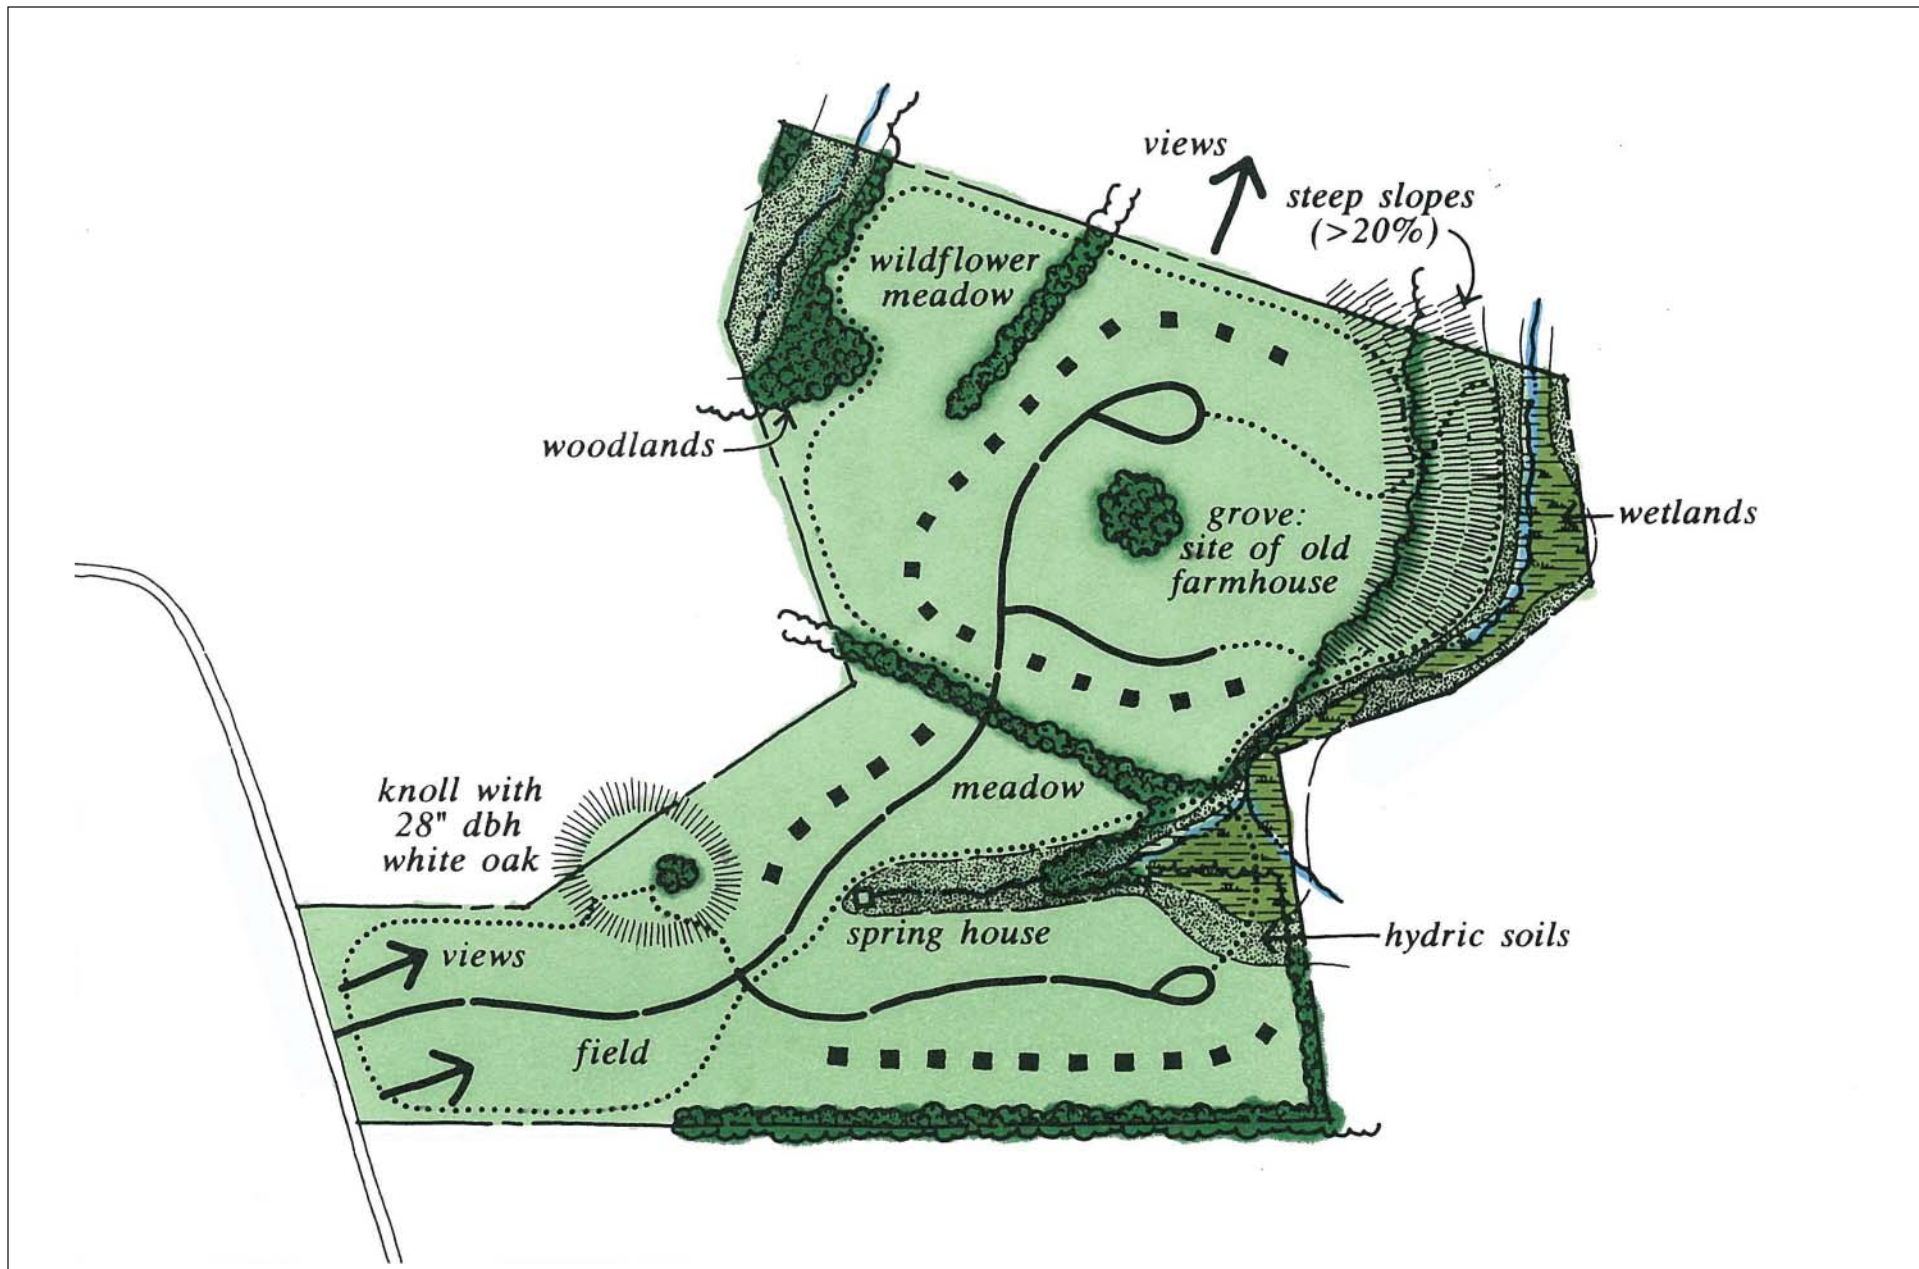 views
steep slopes
(>20%)
wildflower
meadow
woodlands
grove:
site of old
farmhouse
wetlands
knoll with
28" dbh
white oak
meadow
spring house
hydric soils
views
field